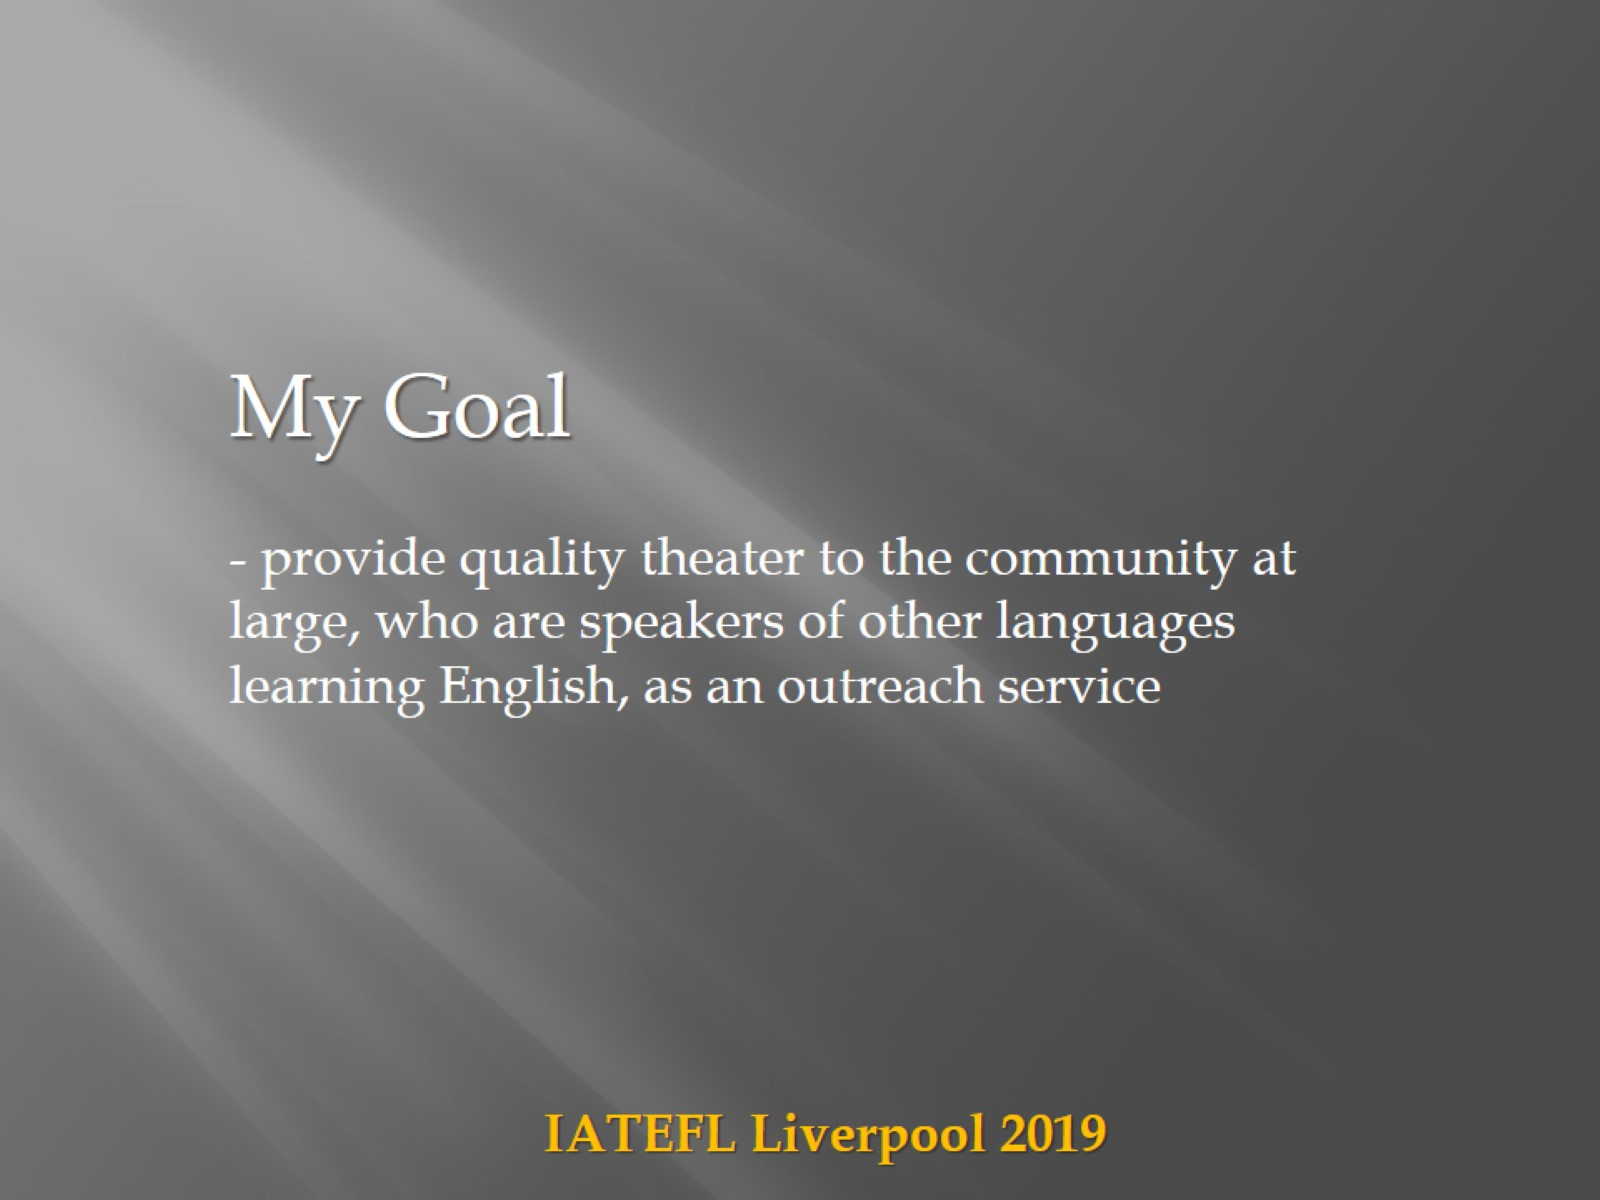 My Goal
- provide quality theater to the community at
large, who are speakers of other languages
learning English, as an outreach service
IATEFL Liverpool 2019